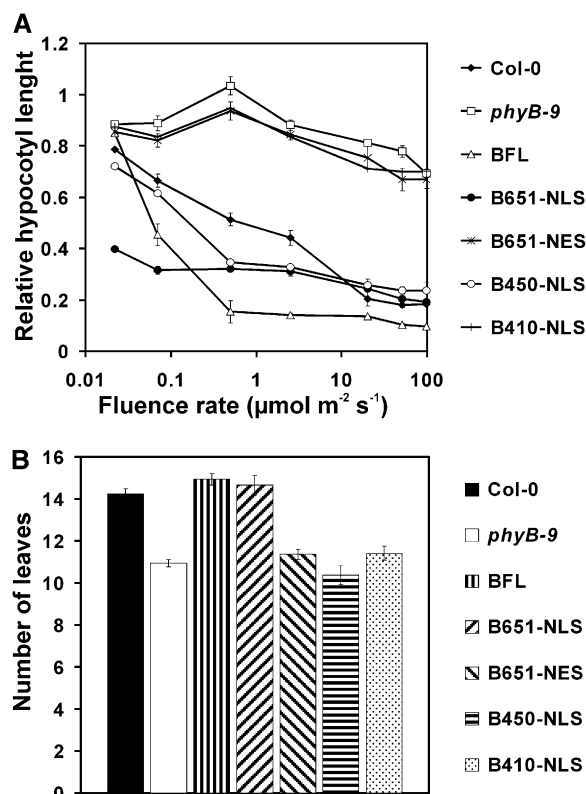 A
Relative hypocotyl lenght
1.2
1
0.8
0.6
0.4
0.2
0
0.01
0.1
1
10
100
Fluence rate (µmol m-2 s-1)
Col-0
phyB-9
BFL
B651-NLS
B651-NES
B450-NLS
B410-NLS
B
Number of leaves
16
14
12
10
8
6
4
2
0
Col-0
phyB-9
BFL
B651-NLS
B651-NES
B450-NLS
B410-NLS